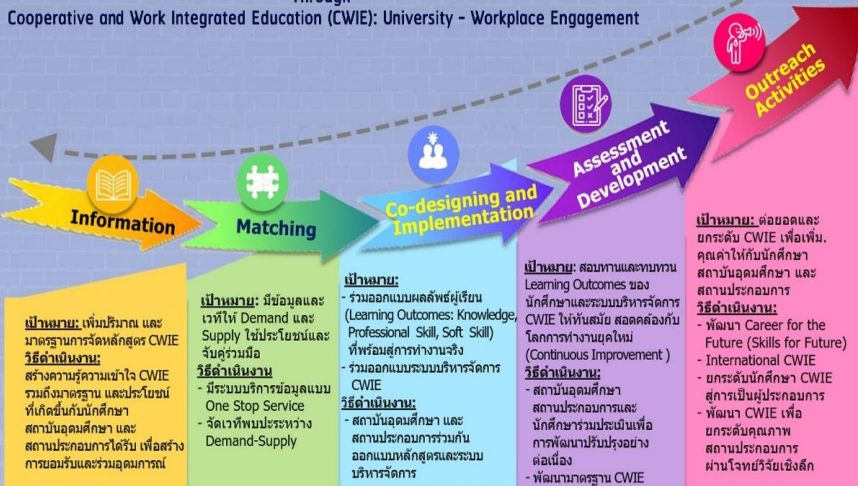 Through
Cooperative and Work Integrated Education (CWIE): University - Workplace Engagement
Information
เป้าหมาย: เพิ่มปริมาณ และ
มาตรฐานการจัดหลักสูตร CWIE
วิธีดำเนินงาน:
สร้างความรู้ความเข้าใจ CWIE
รวมถึงมาตรฐาน และประโยชน์
ที่เกิดขึ้นกับนักศึกษา
สถาบันอุดมศึกษา และ
สถานประกอบการได้รับ เพื่อสร้าง
การยอมรับและร่วมอุดมการณ์
Matching
เป้าหมาย: มีข้อมูลและ
เวทีให้ Demand และ
Supply ใช้ประโยชน์และ
จับคู่ร่วมมือ
วิธีดำเนินงาน
- มีระบบบริการข้อมูลแบบ
One Stop Service
- จัดเวทีพบปะระหว่าง
Demand-Supply
Co-designing and
Implementation
เป้าหมาย:
- ร่วมออกแบบผลลัพธ์ผู้เรียน
(Learning Outcomes: Knowledge,
Professional Skill, Soft Skill)
ที่พร้อมสู่การทำงานจริง
- ร่วมออกแบบระบบบริหารจัดการ
CWIE
วิธีดำเนินงาน:
- สถาบันอุดมศึกษา และ
สถานประกอบการร่วมกัน
ออกแบบหลักสูตรและระบบ
บริหารจัดการ
Assessment
and
Development
เป้าหมาย: สอบทานและทบทวน
Learning Outcomes ของ
นักศึกษาและระบบบริหารจัดการ
CWIE ให้ทันสมัย สอดคล้องกับ
โลกการทำงานยุคใหม่
(Continuous Improvement )
วิธีดำเนินงาน:
- สถาบันอุดมศึกษา
สถานประกอบการและ
นักศึกษาร่วมประเมินเพื่อ
การพัฒนาปรับปรุงอย่าง
ต่อเนื่อง
- พัฒนามาตรฐาน CWIE
Outreach
Activities
เป้าหมาย: ต่อยอดและ
ยกระดับ CWIE เพื่อเพิ่ม.
คุณค่าให้กับนักศึกษา
สถาบันอุดมศึกษา และ
สถานประกอบการ
วิธีดำเนินงาน:
- พัฒนา Career for the
Future (Skills for Future)
- International CWIE
- ยกระดับนักศึกษา CWIE
สู่การเป็นผู้ประกอบการ
- พัฒนา CWIE เพื่อ
ยกระดับคุณภาพ
สถานประกอบการ
ผ่านโจทย์วิจัยเชิงลึก